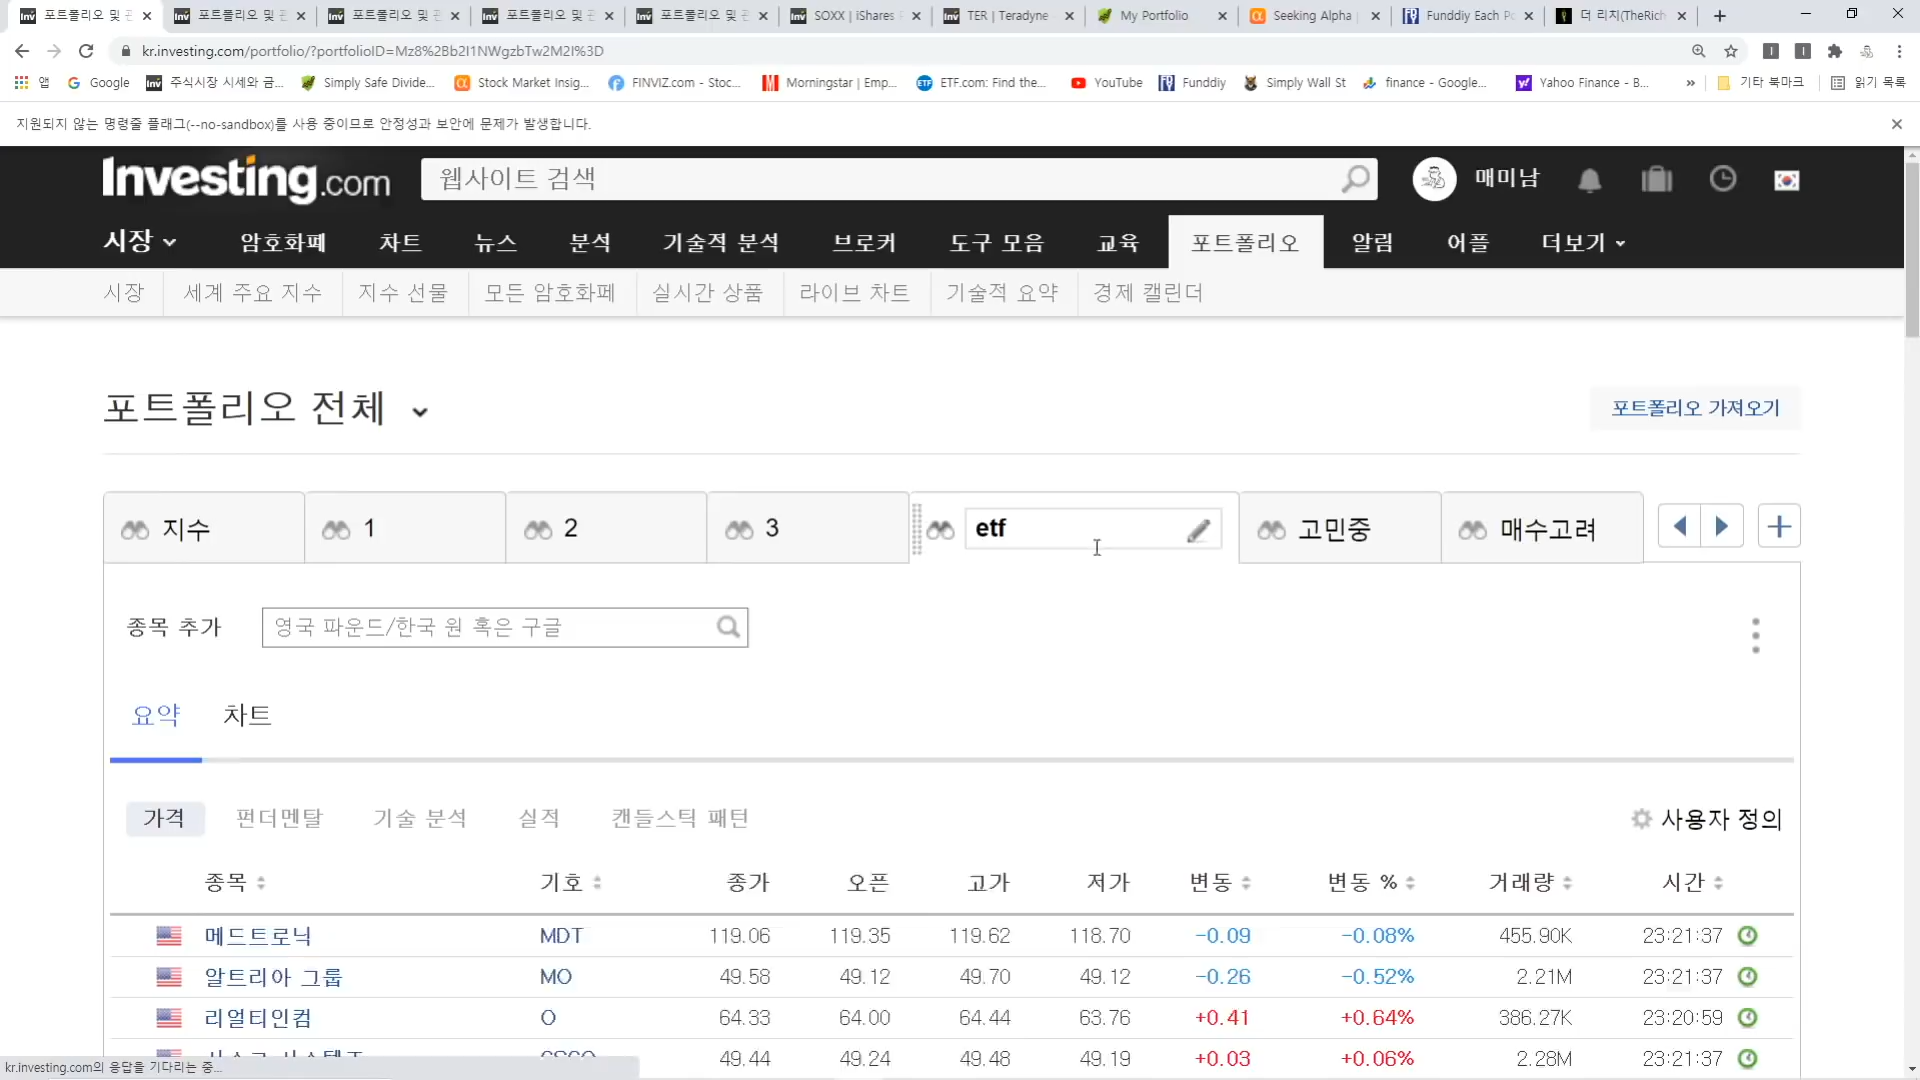 포트폴리오 및 관
포트폴리오 및 관
포트폴리오 및 관
포트폴리오 및 관
포트폴리오 및 관
SOXX | iShares
TER | Teradyne
My Portfolio
Seeking Alpha
Funddiy Each Po
더 리치(TheRich
kr.investing.com/portfolio/?portfolioID=Mz8%2Bb2I1NWgzbTw2M2I%3D
앱
Google
주식시장 시세와 금...
Simply Safe Divide...
Stock Market Insig...
FINVIZ.com - Stoc...
Morningstar | Emp...
ETF.com: Find the...
YouTube
Funddiy
Simply Wall St
finance - Google...
Yahoo Finance - B...
»
기타 북마크
읽기 목록
지원되지 않는 명령줄 플래그(--no-sandbox)를 사용 중이므로 안정성과 보안에 문제가 발생합니다.
Investing.com
웹사이트 검색
매미남
시장
암호화폐
차트
뉴스
분석
기술적 분석
브로커
도구 모음
교육
포트폴리오
알림
어플
더보기
시장
세계 주요 지수
지수 선물
모든 암호화폐
실시간 상품
라이브 차트
기술적 요약
경제 캘린더
포트폴리오 전체
포트폴리오 가져오기
지수
1
2
3
etf
고민중
매수고려
종목 추가
영국 파운드/한국 원 혹은 구글
요약
차트
가격
펀더멘탈
기술 분석
실적
캔들스틱 패턴
사용자 정의
종목 기호 종가 오픈 고가 저가 변동 변동 % 거래량 시간
메드트로닉 MDT 119.06 119.35 119.62 118.70 -0.09 -0.08% 455.90K 23:21:37
알트리아 그룹 MO 49.58 49.12 49.70 49.12 -0.26 -0.52% 2.21M 23:21:37
리얼티인컴 O 64.33 64.00 64.44 63.76 +0.41 +0.64% 386.27K 23:20:59
CSCO 49.44 49.24 49.48 49.19 +0.03 +0.06% 2.28M 23:21:37
kr.investing.com의 응답을 기다리는 중...